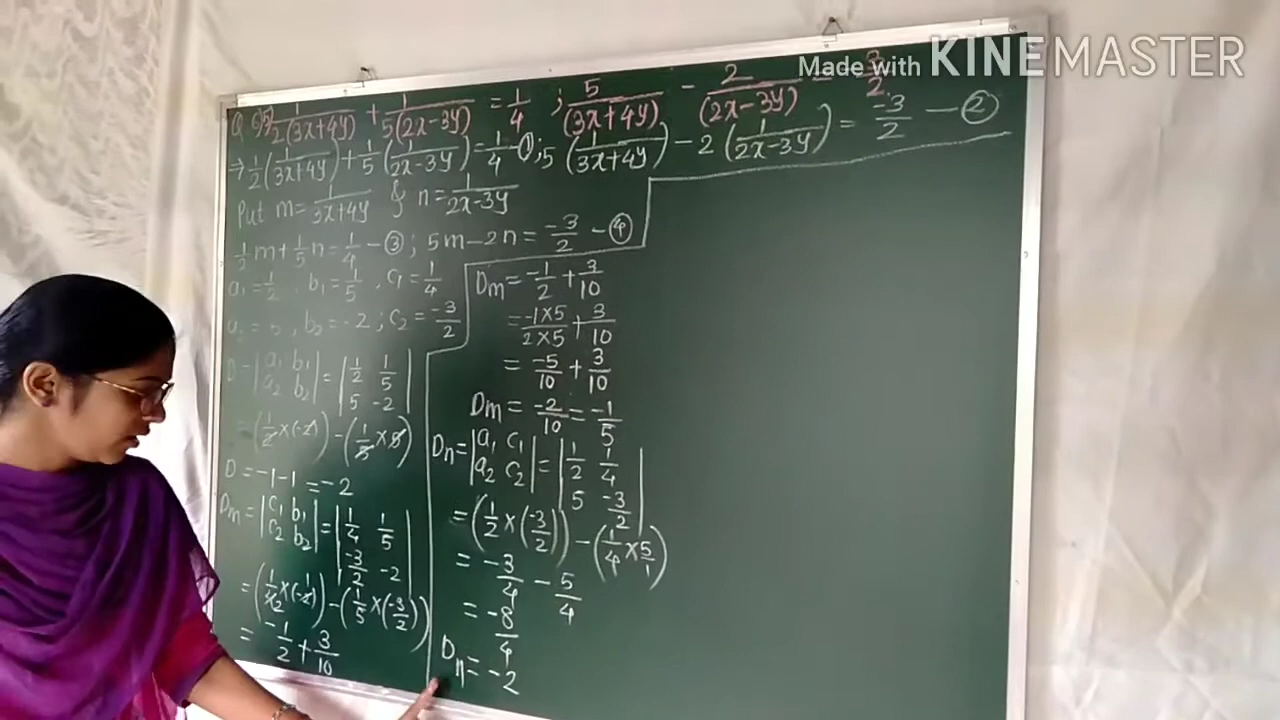 Made with KINEMASTER
1/2(3x+4y) + 1/5(2x-3y) = 1/4 ; 5/(3x+4y) - 2/(2x-3y) = -3/2
→ 1/2(1/3x+4y) + 1/5(1/2x-3y) = 1/4 - ① ; 5(1/3x+4y) - 2(1/2x-3y) = -3/2 - ②
Put m = 1/3x+4y & n = 1/2x-3y
1/2 m + 1/5 n = 1/4 - ③ ; 5m - 2n = -3/2 - ④
a₁ = 1/2 , b₁ = 1/5 , c₁ = 1/4
a₂ = 5 , b₂ = -2 ; c₂ = -3/2
D = |a₁ b₁ a₂ b₂| = |1/2 1/5 5 -2|
= (1/2 × (-2)) - (1/5 × 5)
D = -1-1 = -2
Dm = |c₁ b₁ c₂ b₂| = |1/4 1/5 -3/2 -2|
= (1/4 2 × (-2) 1) - (1/5 × (-3/2))
= -1/2 + 3/10
Dm = -1/2 + 3/10
= -1×5/2×5 + 3/10
= -5/10 + 3/10
Dm = -2/10 = -1/5
Dn = |a₁ c₁ a₂ c₂| = |1/2 1/4 5 -3/2|
= (1/2 × (-3/2)) - (1/4 × 5/1)
= -3/4 - 5/4
= -8/4
Dn = -2